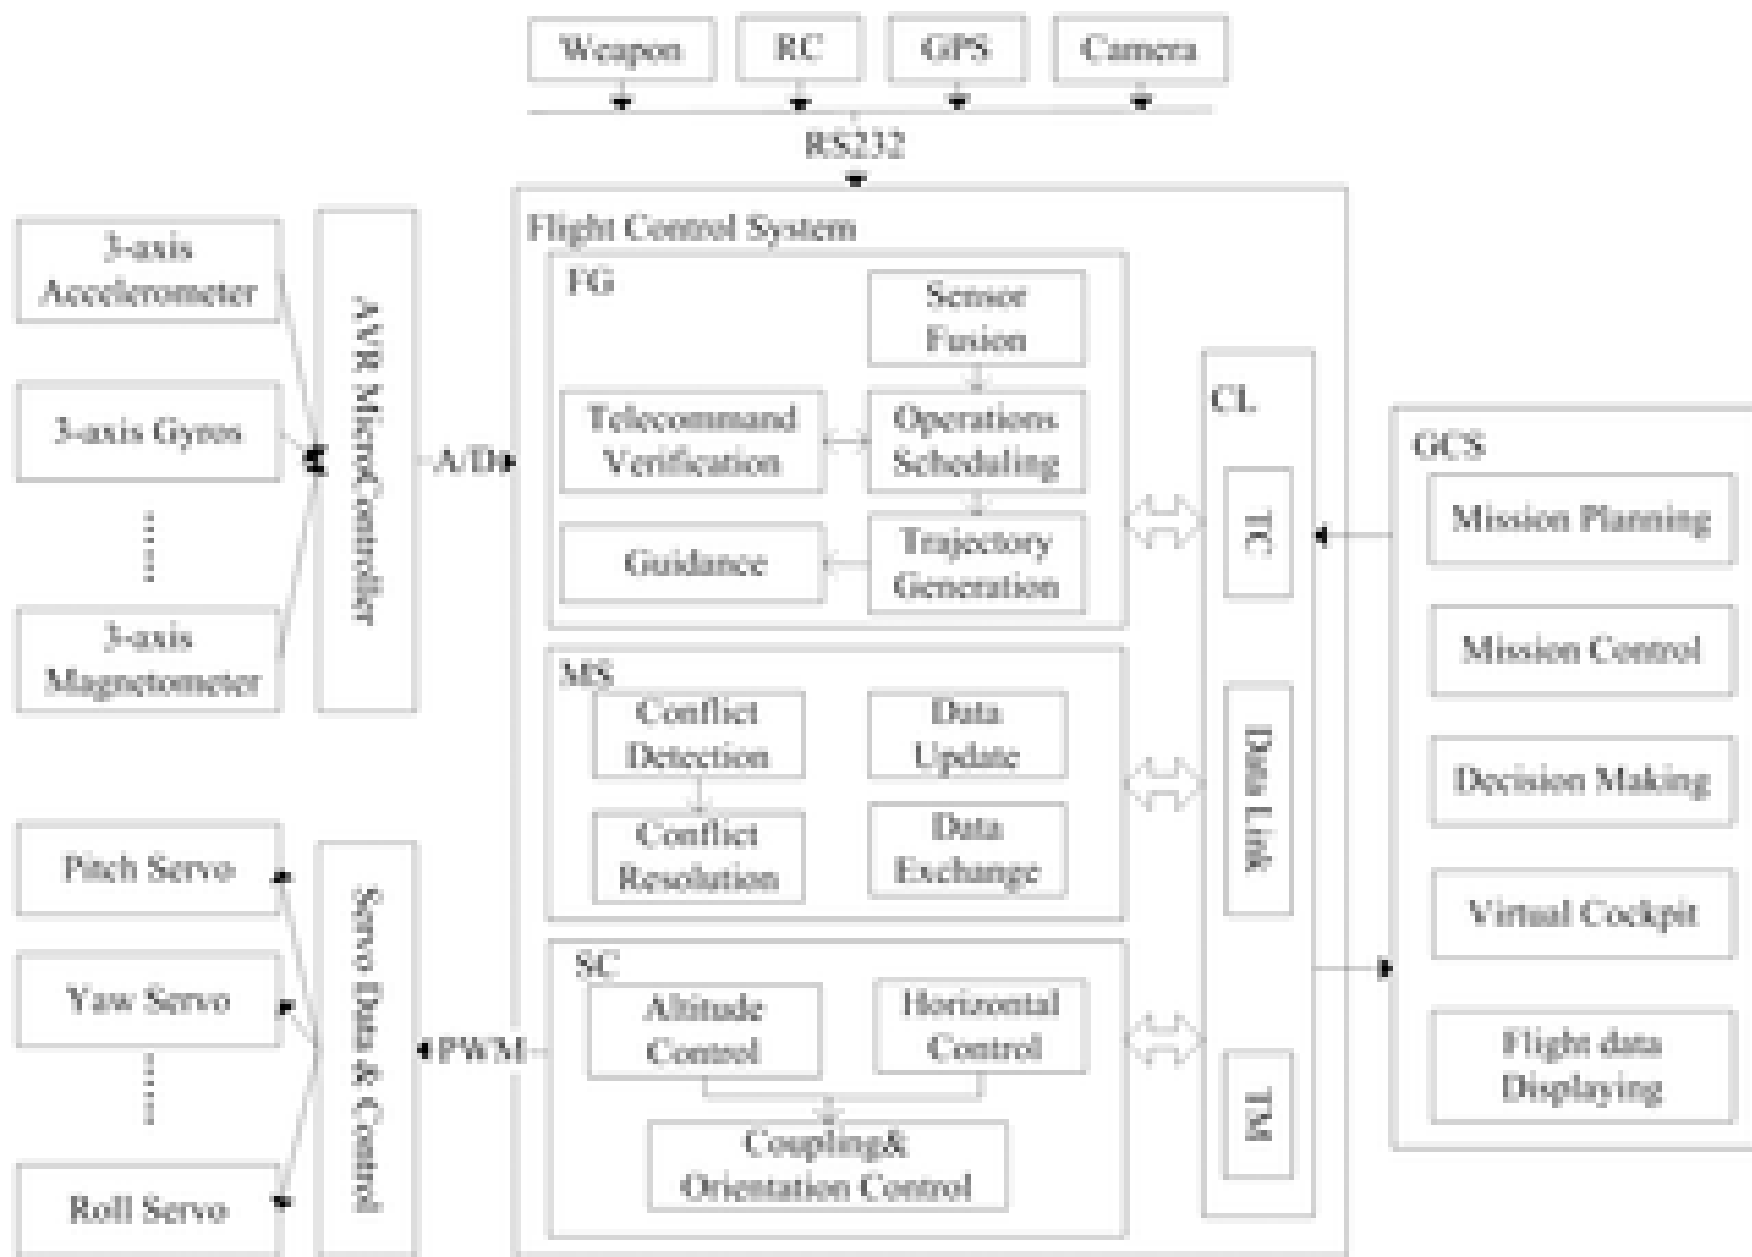 Weapon
RC
GPS
Camera
RS232
Flight Control System
3-axis
Accelerometer
3-axis Gyros
3-axis
Magnetometer
AVR MicroController
A/D
FG
Sensor
Fusion
Telecommand
Verification
Operations
Scheduling
Guidance
Trajectory
Generation
MS
Conflict
Detection
Data
Update
Conflict
Resolution
Data
Exchange
SC
Altitude
Control
Horizontal
Control
Coupling&
Orientation Control
PWM
Servo Data & Control
Pitch Servo
Yaw Servo
Roll Servo
CL
TC
Data Link
TM
GCS
Mission Planning
Mission Control
Decision Making
Virtual Cockpit
Flight data
Displaying